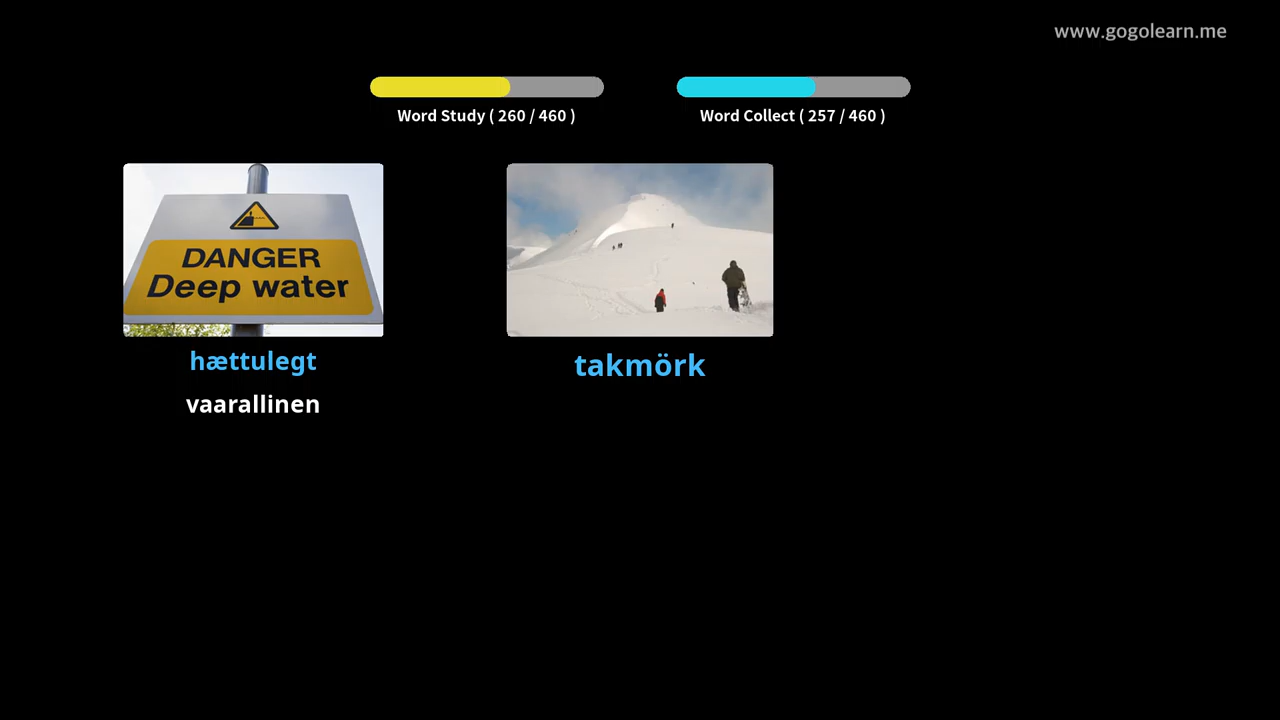 www.gogolearn.me
Word Study ( 260 / 460 )
Word Collect ( 257 / 460 )
DANGER
Deep water
hættulegt
takmörk
vaarallinen